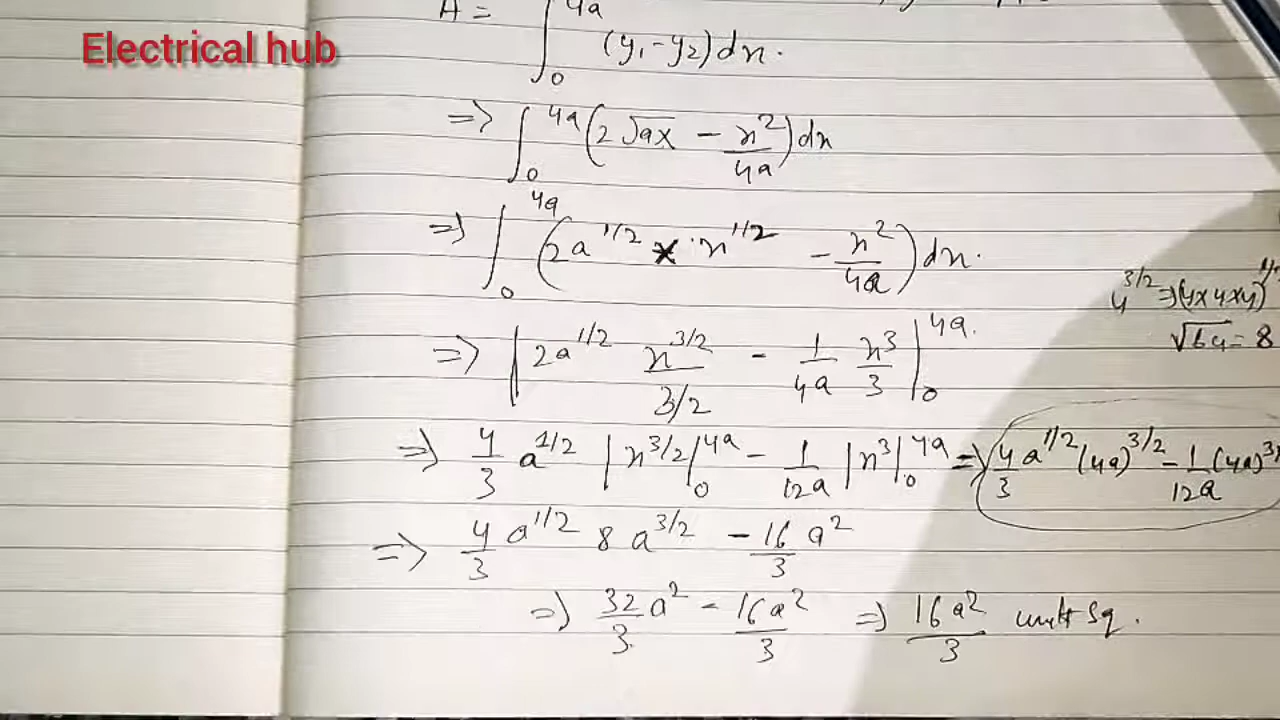 Electrical hub
A = ∫₀^4a (y₁-y₂)dx.
=> ∫₀^4a (2√ax - x²/4a)dx
=> ∫₀^4a (2a^1/2 × x^1/2 - x²/4a)dx.
4^3/2 => (4×4×4)^1/2
√64 = 8
=> |2a^1/2 x^3/2/3/2 - 1/4a x³/3|₀^4a.
=> 4/3 a^1/2 |x^3/2|₀^4a - 1/12a |x³|₀^4a => 4/3 a^1/2 (4a)^3/2 - 1/12a (4a)^3
=> 4/3 a^1/2 8 a^3/2 - 16/3 a²
=> 32/3 a² - 16a²/3 => 16a²/3 unit sq.